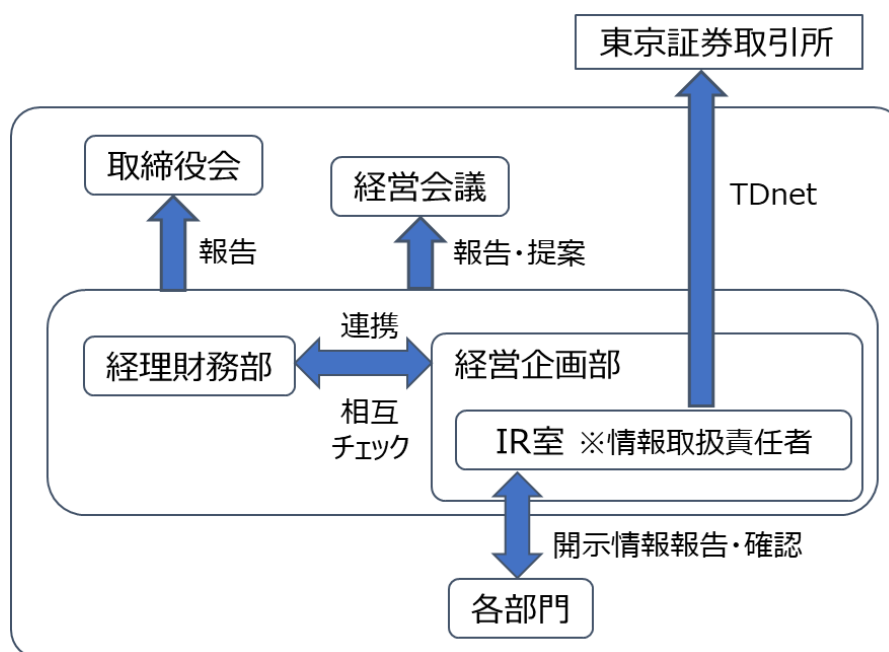 東京証券取引所
取締役会
経営会議
TDnet
報告
報告・提案
連携
経理財務部
経営企画部
相互
チェック
IR室 ※情報取扱責任者
開示情報報告・確認
各部門